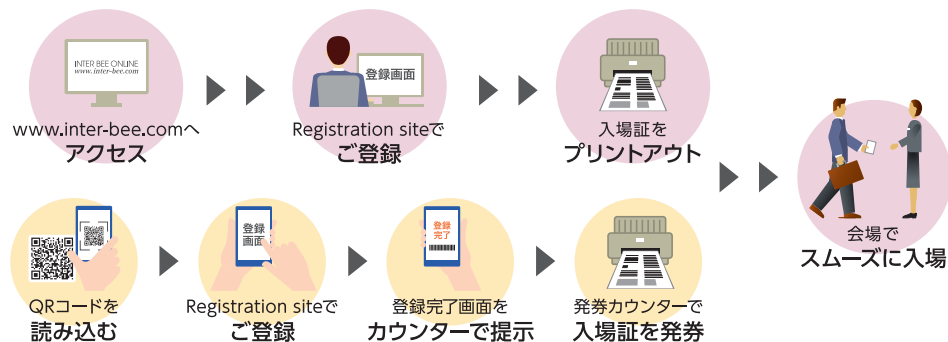 INTER BEE ONLINE
www.inter-bee.com
www.inter-bee.comへ
アクセス
登録画面
Registration siteで
ご登録
入場証を
プリントアウト
QRコードを
読み込む
登録
画面
Registration siteで
ご登録
登録
完了
登録完了画面を
カウンターで提示
発券カウンターで
入場証を発券
会場で
スムーズに入場